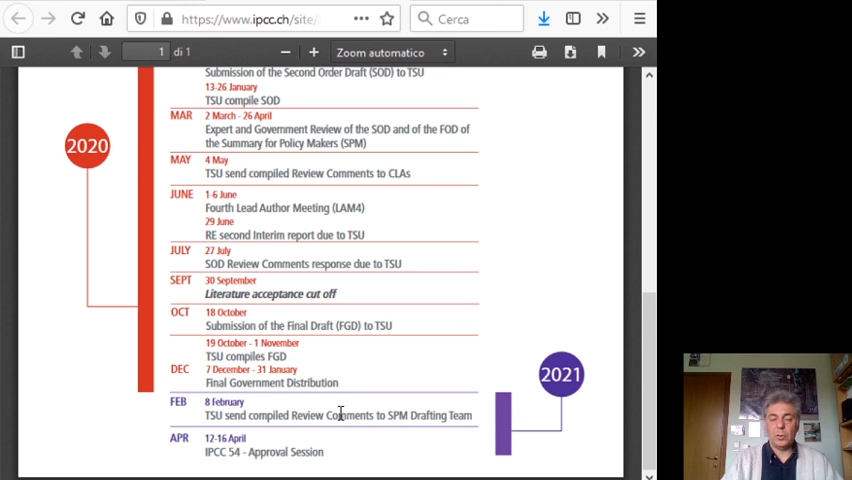 https://www.ipcc.ch/site/
Cerca
1 di 1
Zoom automatico
Submission of the Second Order Draft (SOD) to TSU
13-26 January
TSU compile SOD
2020
MAR 2 March - 26 April
Expert and Government Review of the SOD and of the FOD of
the Summary for Policy Makers (SPM)
MAY 4 May
TSU send compiled Review Comments to CLAs
JUNE 1-6 June
Fourth Lead Author Meeting (LAM4)
29 June
RE second Interim report due to TSU
JULY 27 July
SOD Review Comments response due to TSU
SEPT 30 September
Literature acceptance cut off
OCT 18 October
Submission of the Final Draft (FGD) to TSU
19 October - 1 November
TSU compiles FGD
DEC 7 December - 31 January
Final Government Distribution
2021
FEB 8 February
TSU send compiled Review Comments to SPM Drafting Team
APR 12-16 April
IPCC 54 - Approval Session